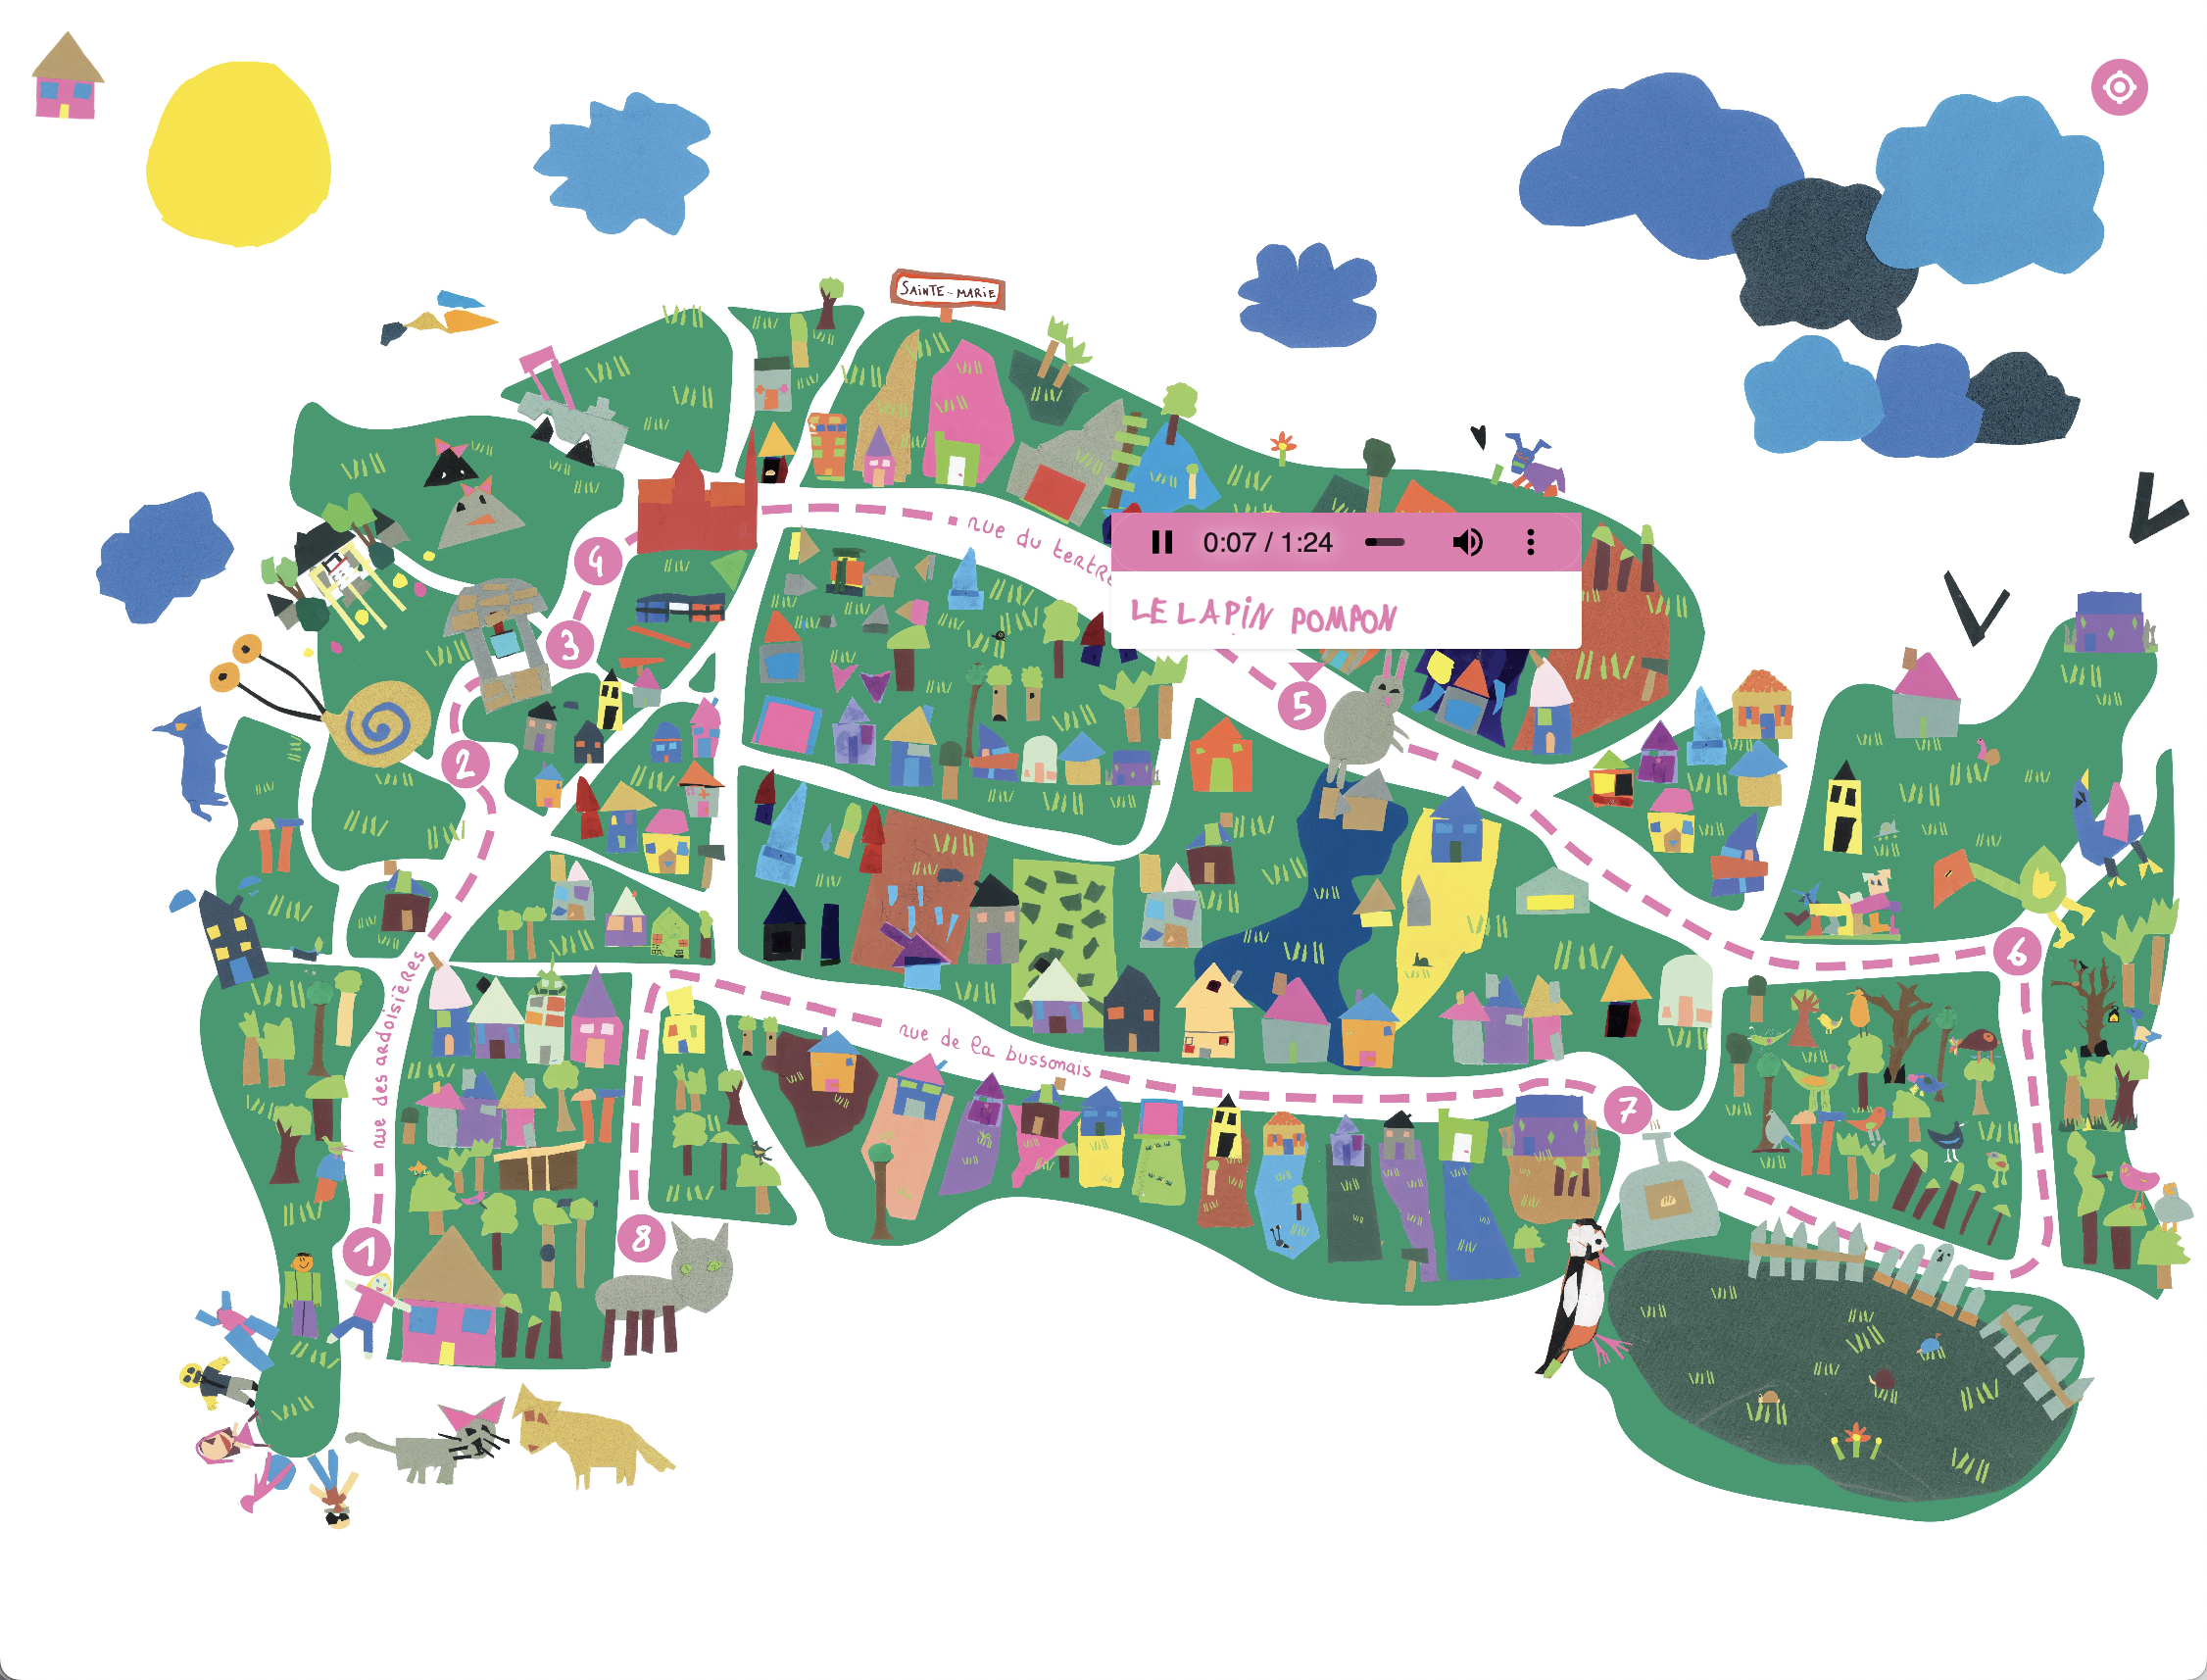 SAINTE-MARIE
rue du tertre
0:07 / 1:24
LE LAPIN POMPON
4
3
5
2
6
rue des ardoisières
rue de la bussonais
7
1
8